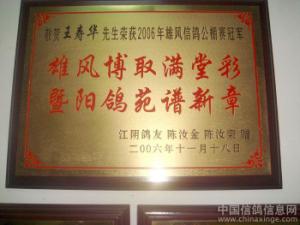 敬贺王寿华先生荣获2006年雄风信鸽公棚赛冠军
雄风博取满堂彩
暨阳鸽苑谱新章
江阴鸽友 陈汝金 陈汝荣 赠
二00六年十一月十八日
中国信鸽信息网
www.chinaxinge.com